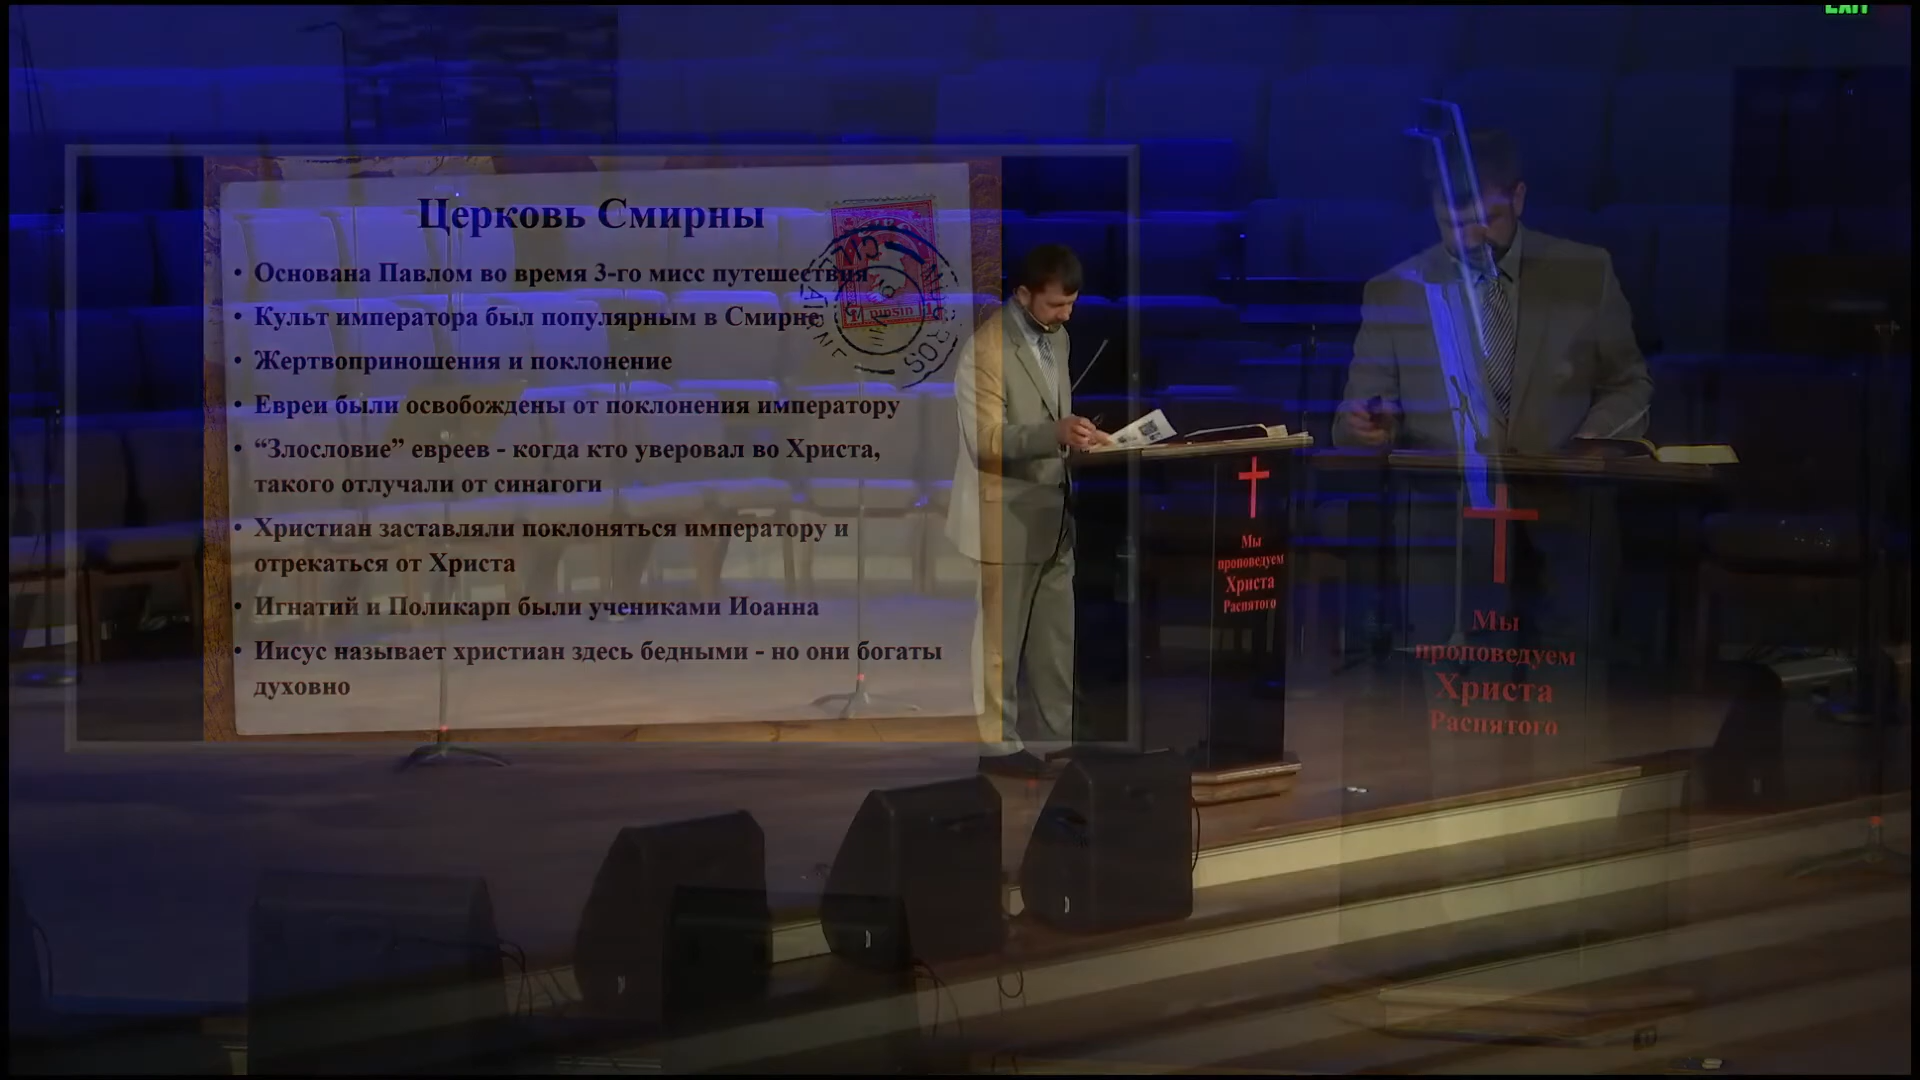 EXIT
Церковь Смирны
• Основана Павлом во время 3-го мисс путешествия
• Культ императора был популярным в Смирне
• Жертвоприношения и поклонение
• Евреи были освобождены от поклонения императору
• “Злословие” евреев - когда кто уверовал во Христа,
такого отлучали от синагоги
• Христиан заставляли поклоняться императору и
отрекаться от Христа
• Игнатий и Поликарп были учениками Иоанна
• Иисус называет христиан здесь бедными - но они богаты
духовно
Мы
проповедуем
Христа
Распятого
Мы
проповедуем
Христа
Распятого